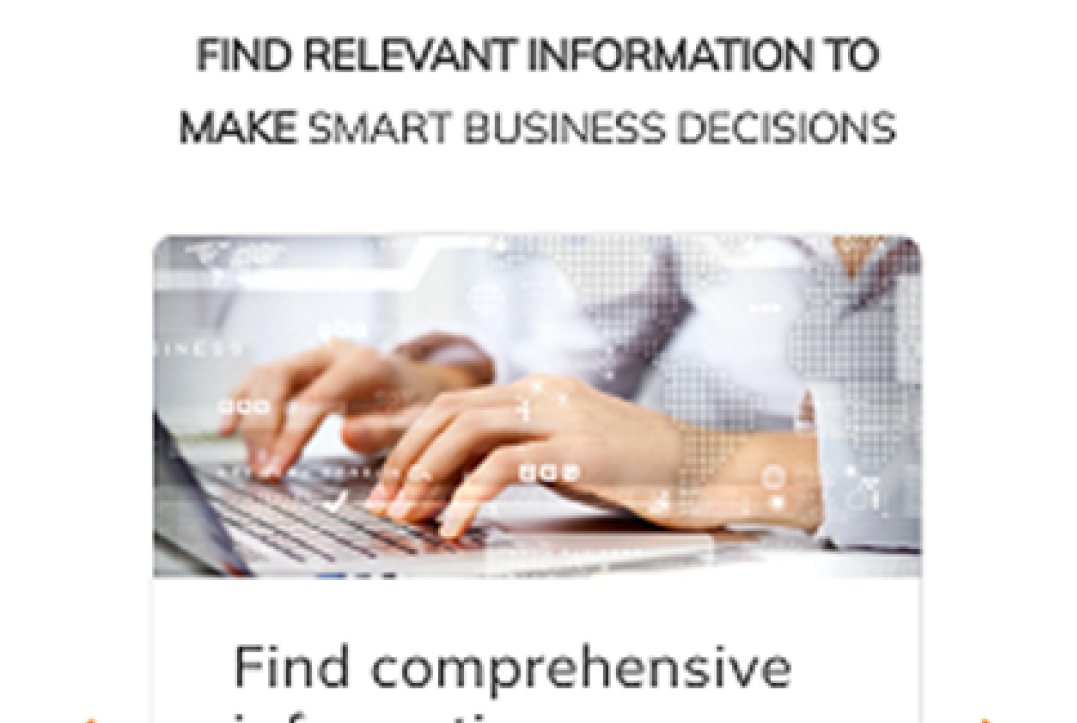 FIND RELEVANT INFORMATION TO
MAKE SMART BUSINESS DECISIONS
Find comprehensive